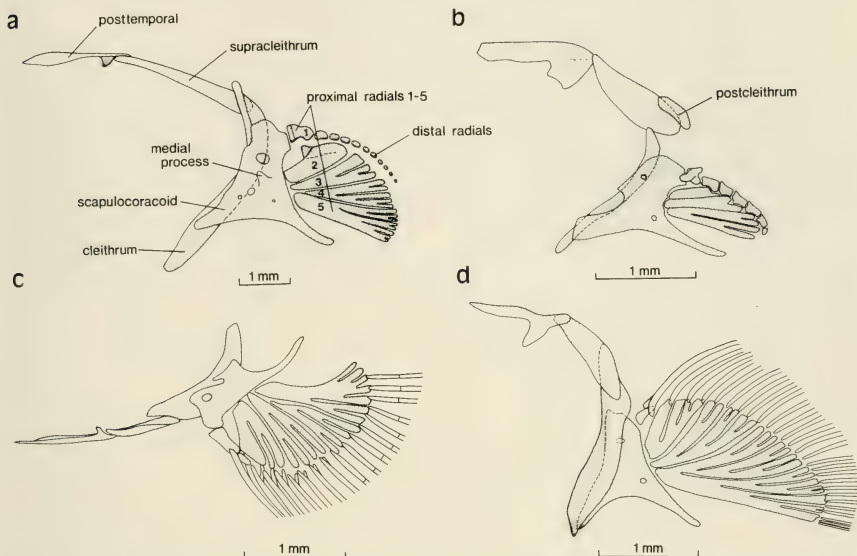 a
posttemporal
supracleithrum
proximal radials 1-5
distal radials
medial
process
scapulocoracoid
cleithrum
1
2
3
4
5
1 mm
b
postcleithrum
1 mm
c
1 mm
d
1 mm